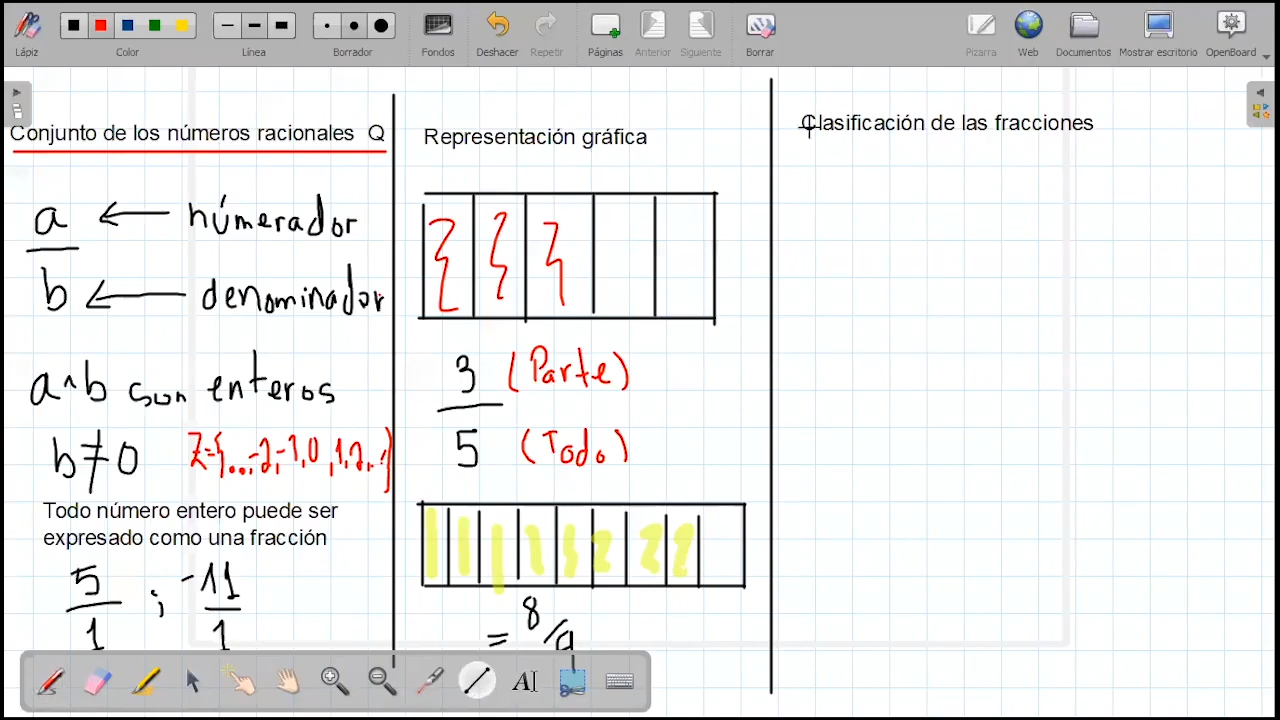 Lápiz
Color
Línea
Borrador
Fondos
Deshacer
Repetir
Páginas
Anterior
Siguiente
Borrar
Pizarra
Web
Documentos
Mostrar escritorio
OpenBoard
Conjunto de los números racionales Q
a ← númerador
b ← denominador
a ^ b son enteros
b ≠ 0 Z={...,-2,-1,0,1,2,..}
Todo número entero puede ser
expresado como una fracción
5/1 ; -11/1
Representación gráfica
3 (Parte)
5 (Todo)
= 8/9
Clasificación de las fracciones
AI